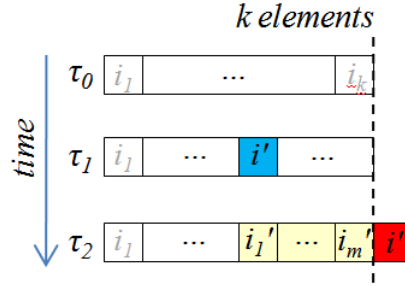 k elements
τ0 i1 ... ik
time
τ1 i1 ... i' ...
τ2 i1 ... i1' ... im' i'